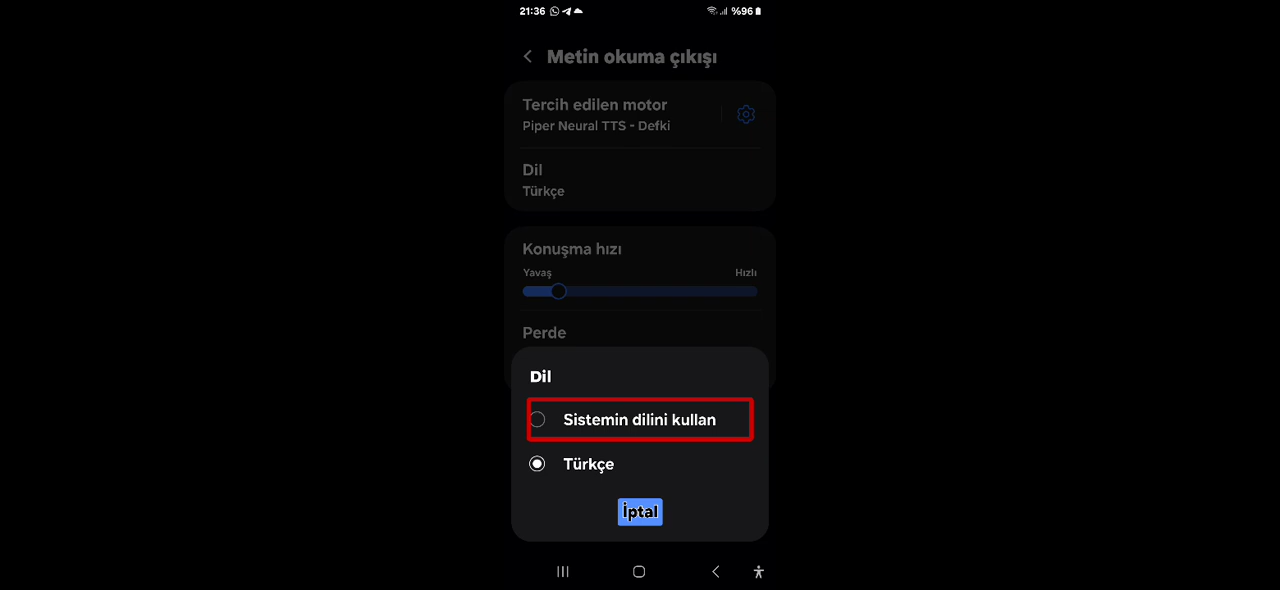 21:36 %96
Metin okuma çıkışı
Tercih edilen motor
Piper Neural TTS - Defki
Dil
Türkçe
Konuşma hızı
Yavaş Hızlı
Perde
Dil
Sistemin dilini kullan
Türkçe
İptal